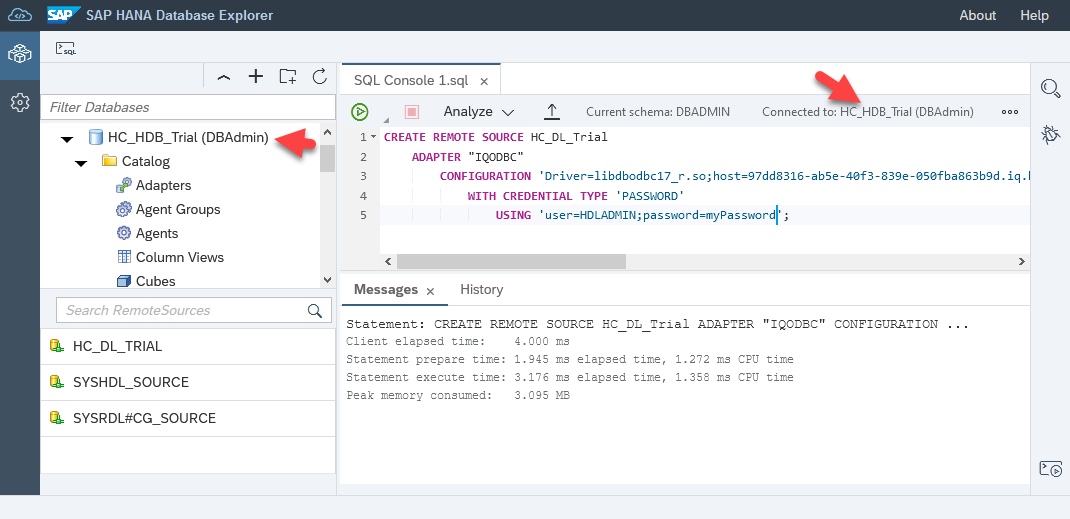 SAP SAP HANA Database Explorer About Help
SQL
Filter Databases
HC_HDB_Trial (DBAdmin)
Catalog
Adapters
Agent Groups
Agents
Column Views
Cubes
Search RemoteSources
HC_DL_TRIAL
SYSHDL_SOURCE
SYSRDL#CG_SOURCE
SQL Console 1.sql
Analyze Current schema: DBADMIN Connected to: HC_HDB_Trial (DBAdmin)
1 CREATE REMOTE SOURCE HC_DL_Trial
2 ADAPTER "IQODBC"
3 CONFIGURATION 'Driver=libdbodbc17_r.so;host=97dd8316-ab5e-40f3-839e-050fba863b9d.iq.
4 WITH CREDENTIAL TYPE 'PASSWORD'
5 USING 'user=HDLADMIN;password=myPassword';
Messages History
Statement: CREATE REMOTE SOURCE HC_DL_Trial ADAPTER "IQODBC" CONFIGURATION ...
Client elapsed time: 4.000 ms
Statement prepare time: 1.945 ms elapsed time, 1.272 ms CPU time
Statement execute time: 3.176 ms elapsed time, 1.358 ms CPU time
Peak memory consumed: 3.095 MB